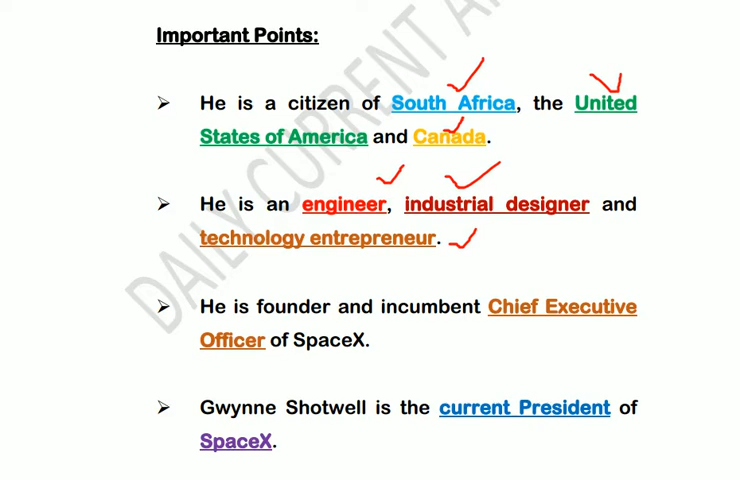 Important Points:
➢ He is a citizen of South Africa, the United
States of America and Canada.
➢ He is an engineer, industrial designer and
technology entrepreneur.
➢ He is founder and incumbent Chief Executive
Officer of SpaceX.
➢ Gwynne Shotwell is the current President of
SpaceX.
DAILY CURRENT A